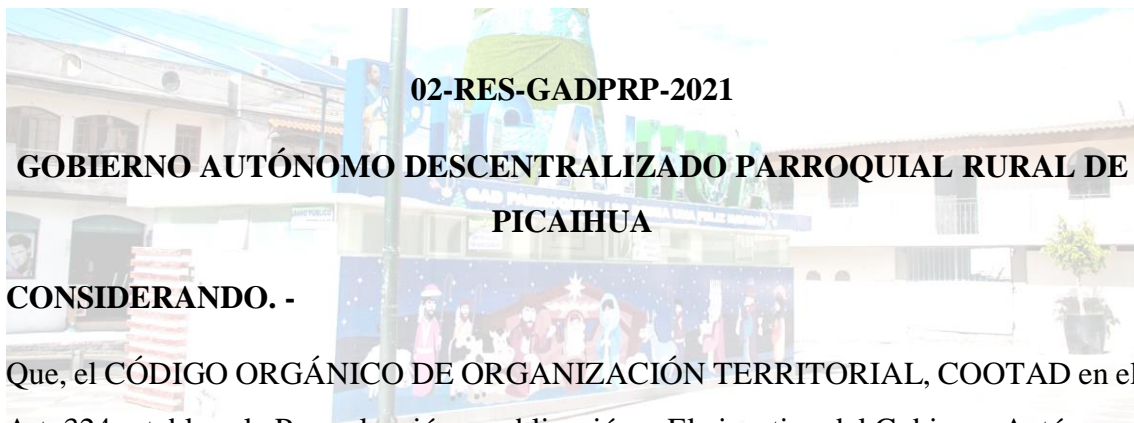 02-RES-GADPRP-2021
GOBIERNO AUTÓNOMO DESCENTRALIZADO PARROQUIAL RURAL DE
PICAIHUA
CONSIDERANDO. -
Que, el CÓDIGO ORGÁNICO DE ORGANIZACIÓN TERRITORIAL, COOTAD en el